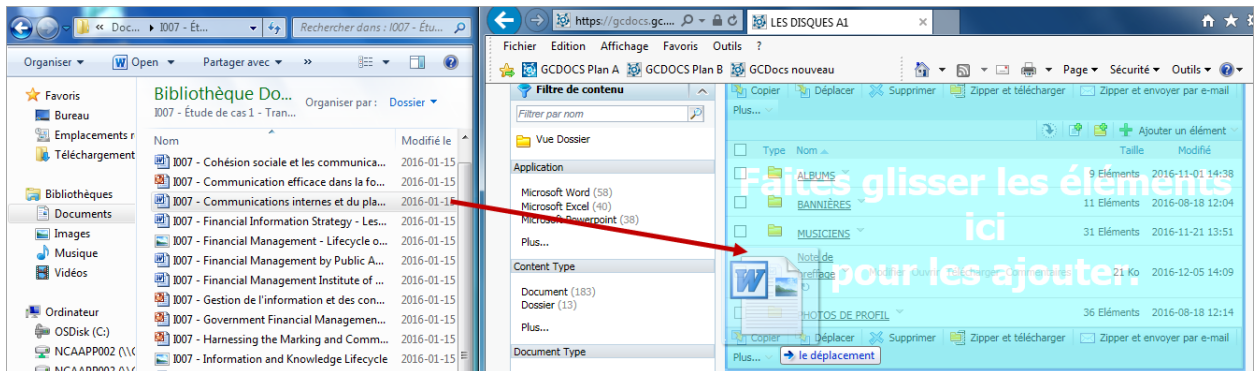 « Doc... ▸ I007 - Ét...
Rechercher dans : I007 - Étu...
Organiser
Open
Partager avec
»
Favoris
Bureau
Emplacements r
Téléchargement
Bibliothèques
Documents
Images
Musique
Vidéos
Ordinateur
OSDisk (C:)
NCAAPP002 (\\C
Bibliothèque Do...
I007 - Étude de cas 1 - Tran...
Organiser par : Dossier
Nom Modifié le
I007 - Cohésion sociale et les communica... 2016-01-15
I007 - Communication efficace dans la fo... 2016-01-15
I007 - Communications internes et du pla... 2016-01-15
I007 - Financial Information Strategy - Les... 2016-01-15
I007 - Financial Management - Lifecycle o... 2016-01-15
I007 - Financial Management by Public A... 2016-01-15
I007 - Financial Management Institute of ... 2016-01-15
I007 - Gestion de l'information et des con... 2016-01-15
I007 - Government Financial Managemen... 2016-01-15
I007 - Harnessing the Marking and Comm... 2016-01-15
I007 - Information and Knowledge Lifecycle 2016-01-15
https://gcdocs.gc....
LES DISQUES A1
Fichier Edition Affichage Favoris Outils ?
GCDOCS Plan A GCDOCS Plan B GCDocs nouveau
Page Sécurité Outils
Filtre de contenu
Filtrer par nom
Vue Dossier
Application
Microsoft Word (58)
Microsoft Excel (40)
Microsoft Powerpoint (38)
Plus...
Content Type
Document (183)
Dossier (13)
Plus...
Document Type
Copier Déplacer Supprimer Zipper et télécharger Zipper et envoyer par e-mail
Plus...
Ajouter un élément
Type Nom Taille Modifié
ALBUMS 9 Eléments 2016-11-01 14:38
BANNIÈRES 11 Eléments 2016-08-18 12:04
MUSICIENS 31 Eléments 2016-11-21 13:51
Note de
Modifier Ouvrir Télécharger Commentaires 21 Ko 2016-12-05 14:09
PHOTOS DE PROFIL 36 Eléments 2016-08-18 12:14
Faites glisser les éléments
ici
pour les ajouter.
Copier Déplacer Supprimer Zipper et télécharger Zipper et envoyer par e-mail
Plus...
le déplacement